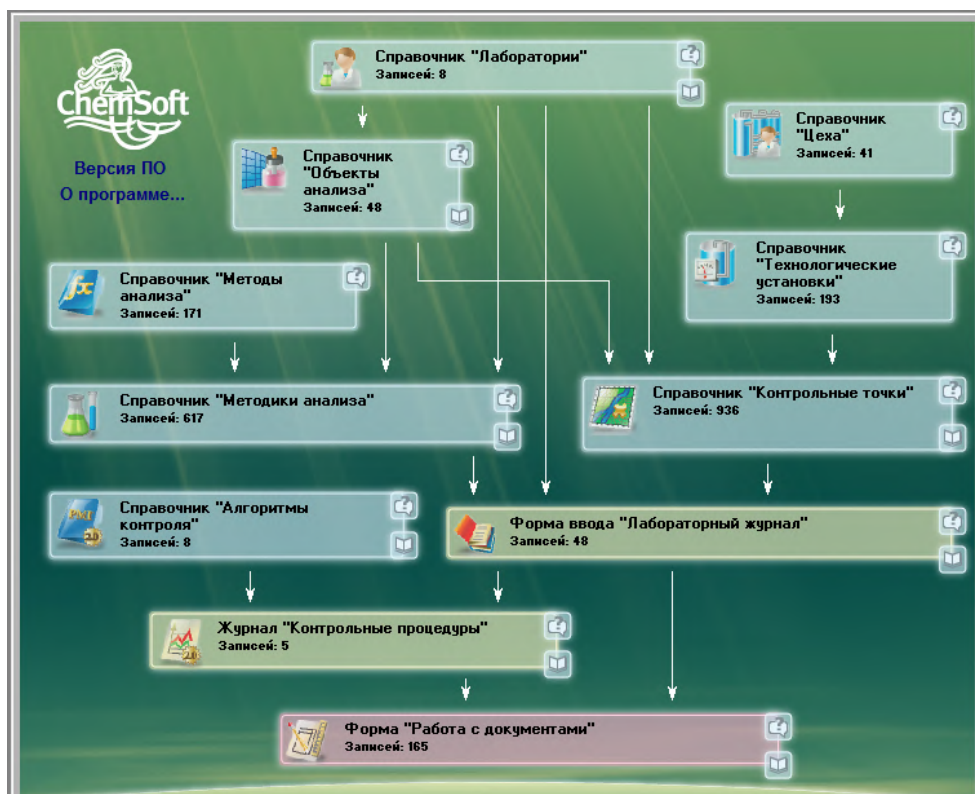 ChemSoft
Версия ПО
О программе...
Справочник "Лаборатории"
Записей: 8
Справочник
"Цеха"
Записей: 41
Справочник
"Объекты
анализа"
Записей: 48
Справочник
"Технологические
установки"
Записей: 193
Справочник "Методы
анализа"
Записей: 171
Справочник "Методики анализа"
Записей: 617
Справочник "Контрольные точки"
Записей: 936
Справочник "Алгоритмы
контроля"
Записей: 8
Форма ввода "Лабораторный журнал"
Записей: 48
Журнал "Контрольные процедуры"
Записей: 5
Форма "Работа с документами"
Записей: 165